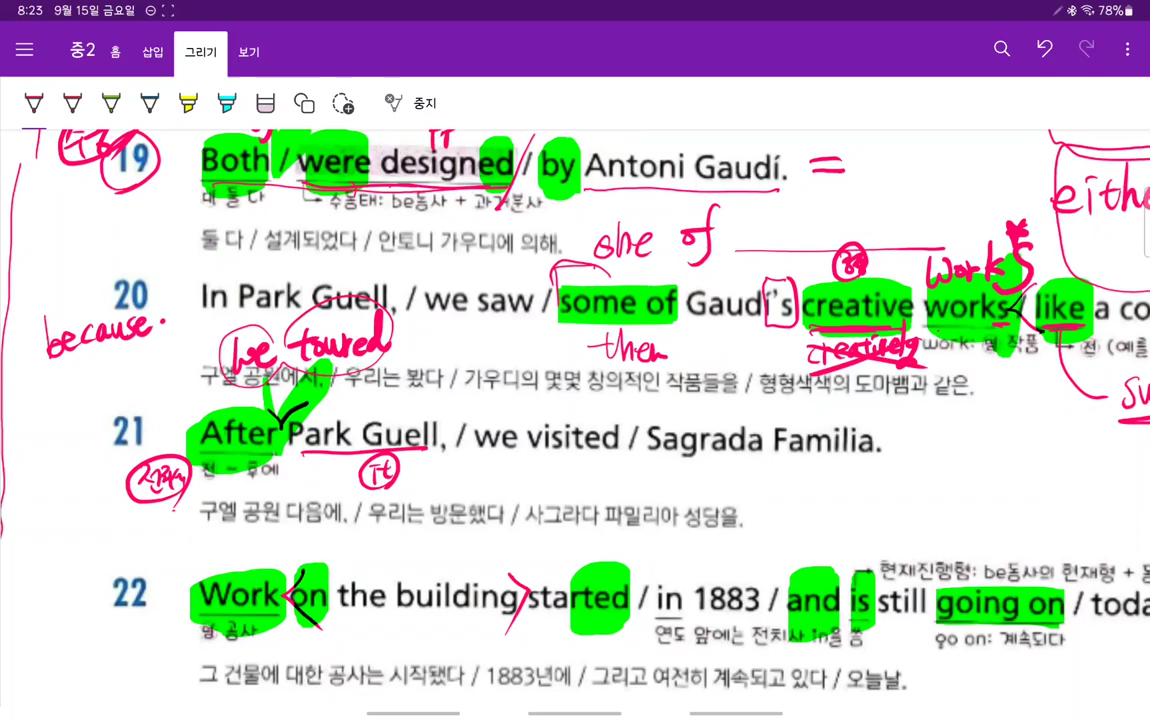 8:23 9월 15일 금요일 78%
중2 홈 삽입 그리기 보기
중지
19 Both / were designed / by Antoni Gaudí. =
매 둘 다 수동태: be동사 + 과거분사
둘 다 / 설계되었다 / 안토니 가우디에 의해.
one of
works
20 In Park Guell, / we saw / some of Gaudí's creative works / like a co
because.
we toured
them
creatively
work: 명 작품 전 (예를
구엘 공원에서, / 우리는 봤다 / 가우디의 몇몇 창의적인 작품들을 / 형형색색의 도마뱀과 같은.
21 After Park Guell, / we visited / Sagrada Familia.
전 ~ 후에
구엘 공원 다음에, / 우리는 방문했다 / 사그라다 파밀리아 성당을.
현재진행형: be동사의 현재형 + 동
22 Work on the building started / in 1883 / and is still going on / toda
명 공사 연도 앞에는 전치사 in을 씀 go on: 계속되다
그 건물에 대한 공사는 시작됐다 / 1883년에 / 그리고 여전히 계속되고 있다 / 오늘날.